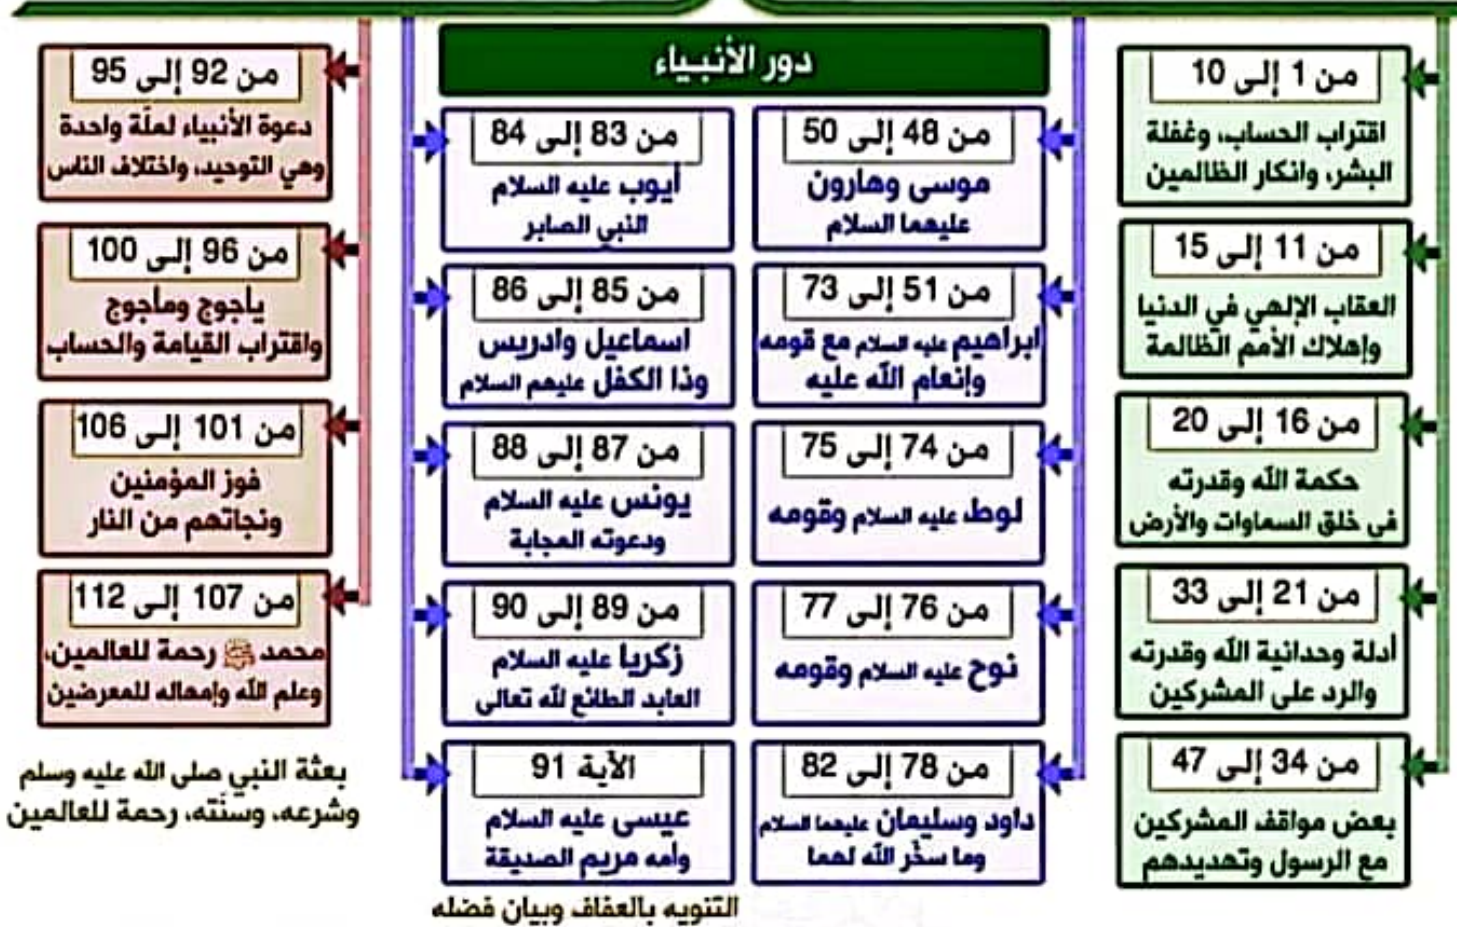 من 1 إلى 10
اقتراب الحساب، وغفلة
البشر، وانكار الظالمين
من 11 إلى 15
العقاب الإلهي في الدنيا
وإهلاك الأمم الظالمة
من 16 إلى 20
حكمة الله وقدرته
في خلق السماوات والأرض
من 21 إلى 33
أدلة وحدانية الله وقدرته
والرد على المشركين
من 34 إلى 47
بعض مواقف المشركين
مع الرسول وتهديدهم
دور الأنبياء
من 48 إلى 50
موسى وهارون
عليهما السلام
من 51 إلى 73
ابراهيم عليه السلام مع قومه
وإنعام الله عليه
من 74 إلى 75
لوط عليه السلام وقومه
من 76 إلى 77
نوح عليه السلام وقومه
من 78 إلى 82
داود وسليمان عليهما السلام
وما سخّر الله لهما
من 83 إلى 84
أيوب عليه السلام
النبي الصابر
من 85 إلى 86
اسماعيل وادريس
وذا الكفل عليهم السلام
من 87 إلى 88
يونس عليه السلام
ودعوته المجابة
من 89 إلى 90
زكريا عليه السلام
العابد الطائع لله تعالى
الآية 91
عيسى عليه السلام
وأمه مريم الصديقة
التنويه بالعفاف وبيان فضله
من 92 إلى 95
دعوة الأنبياء لملّة واحدة
وهي التوحيد، واختلاف الناس
من 96 إلى 100
يأجوج ومأجوج
واقتراب القيامة والحساب
من 101 إلى 106
فوز المؤمنين
ونجاتهم من النار
من 107 إلى 112
محمد ﷺ رحمة للعالمين،
وعلم الله وإمهاله للمعرضين
بعثة النبي صلى الله عليه وسلم
وشرعه، وسنّته، رحمة للعالمين